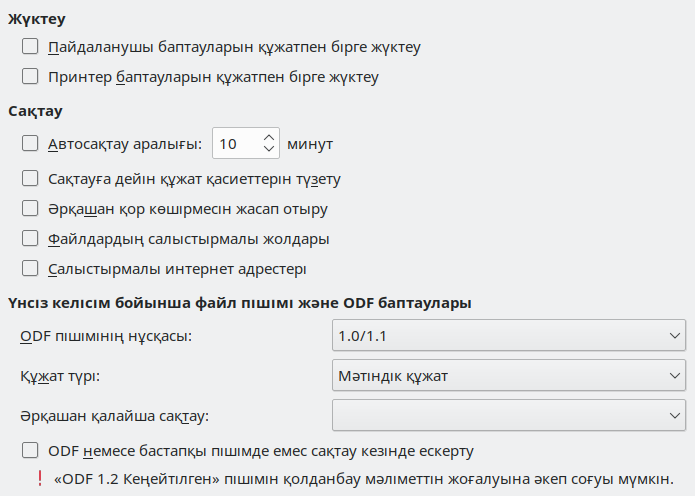 Жүктеу
Пайдаланушы баптауларын құжатпен бірге жүктеу
Принтер баптауларын құжатпен бірге жүктеу
Сақтау
Автосақтау аралығы: 10 минут
Сақтауға дейін құжат қасиеттерін түзету
Әрқашан қор көшірмесін жасап отыру
Файлдардың салыстырмалы жолдары
Салыстырмалы интернет адрестері
Үнсіз келісім бойынша файл пішімі және ODF баптаулары
ODF пішімінің нұсқасы: 1.0/1.1
Құжат түрі: Мәтіндік құжат
Әрқашан қалайша сақтау:
ODF немесе бастапқы пішімде емес сақтау кезінде ескерту
! «ODF 1.2 Кеңейтілген» пішімін қолданбау мәліметтің жоғалуына әкеп соғуы мүмкін.